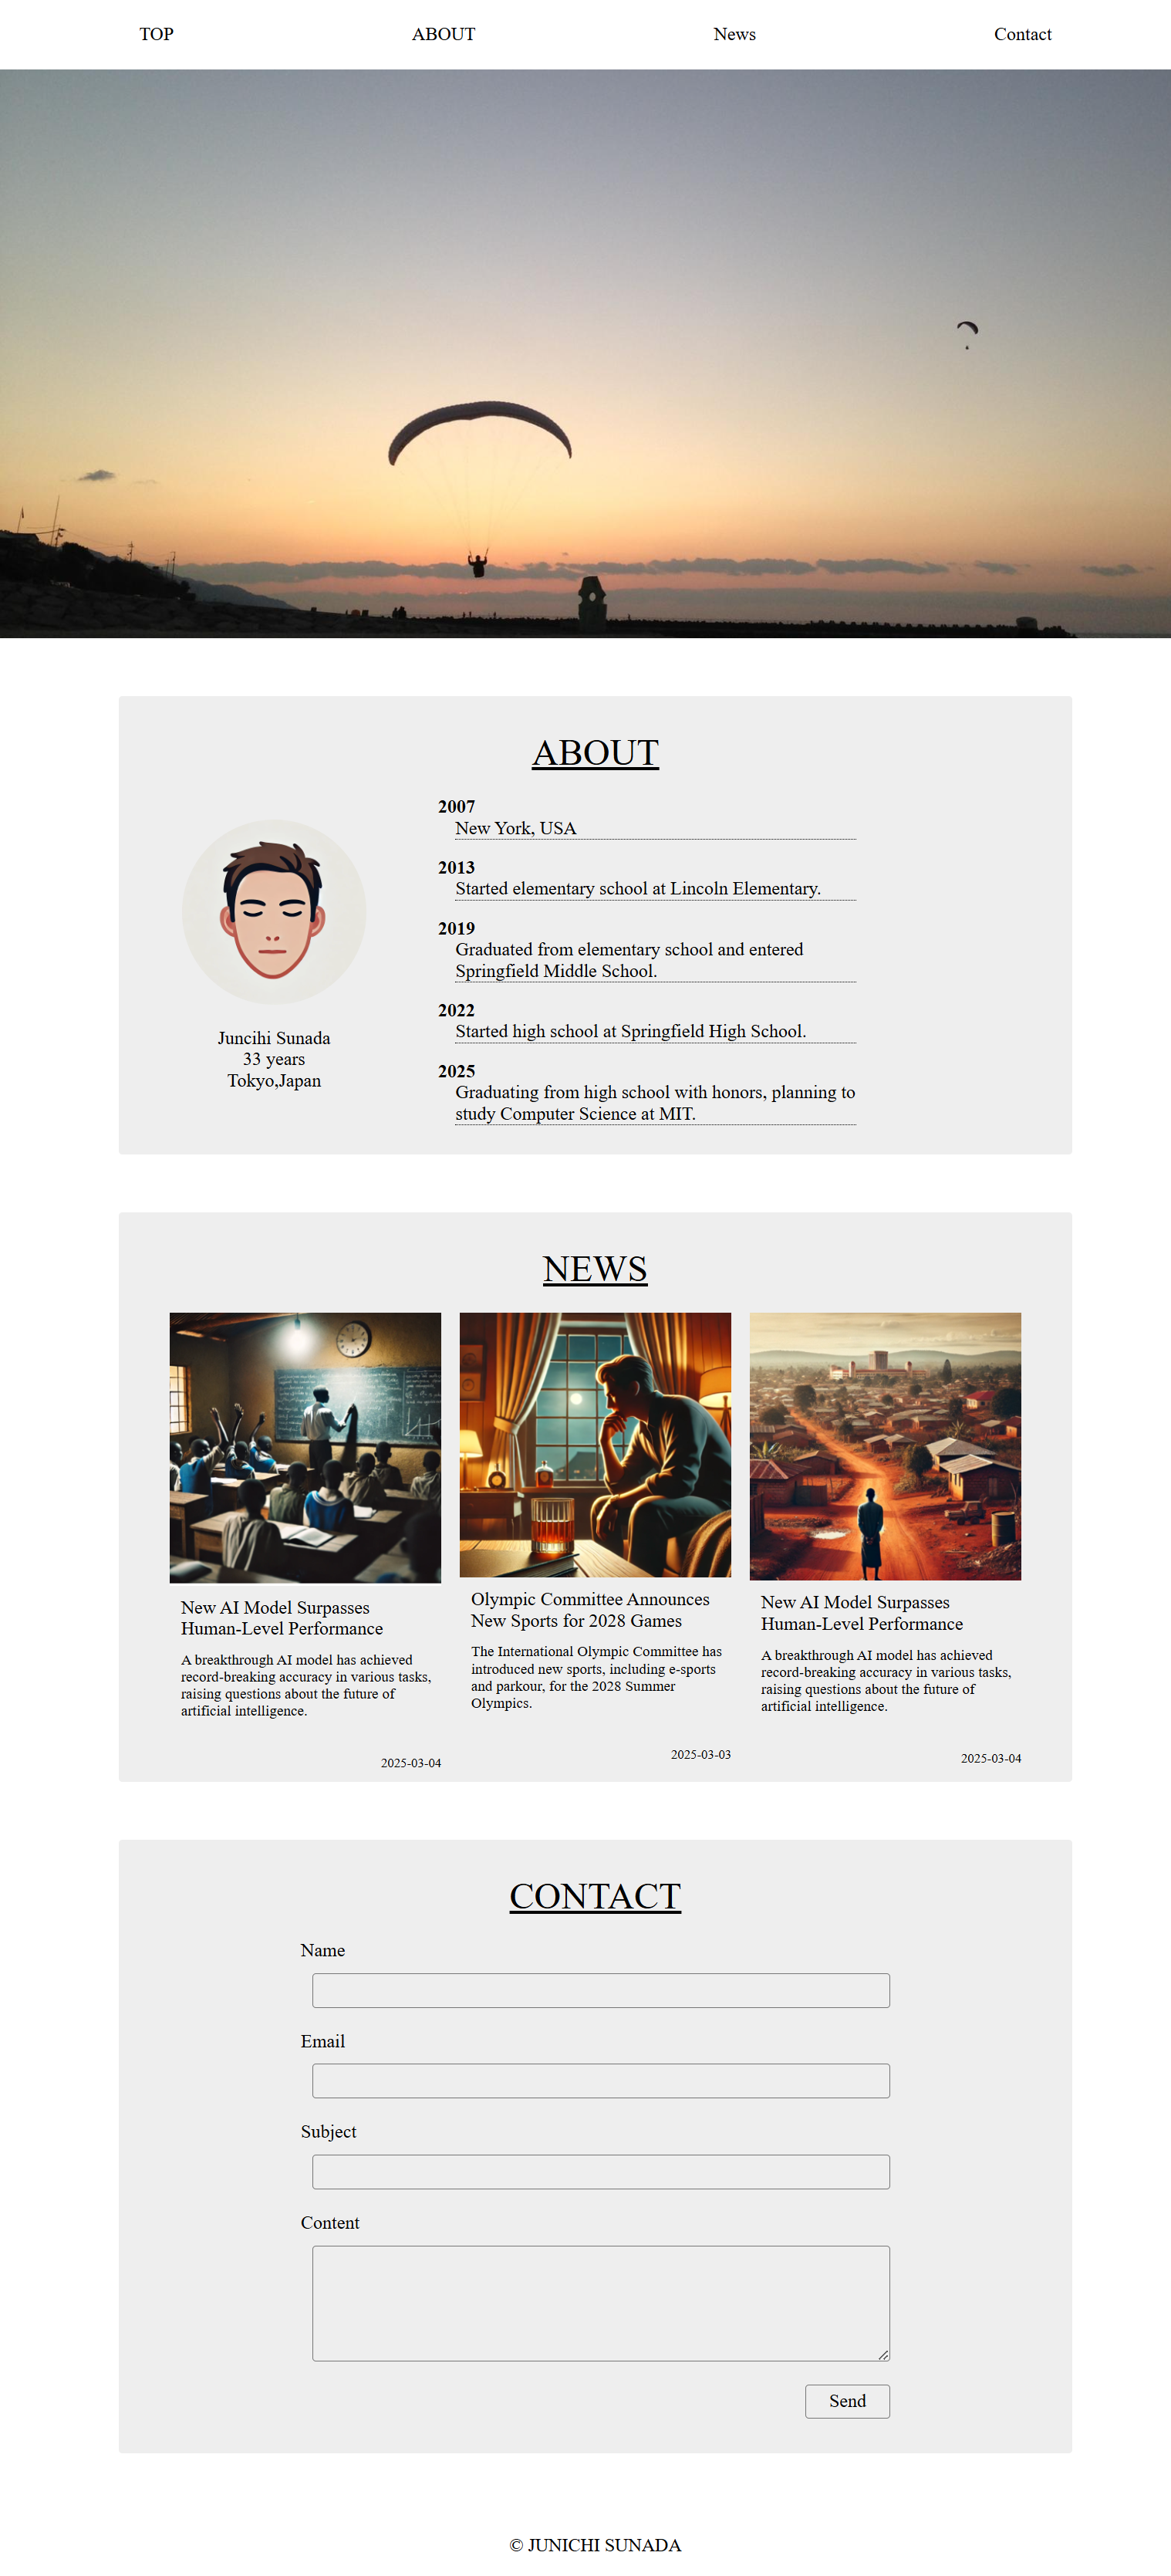 TOP
ABOUT
News
Contact
ABOUT
Juncihi Sunada
33 years
Tokyo,Japan
2007
New York, USA
2013
Started elementary school at Lincoln Elementary.
2019
Graduated from elementary school and entered
Springfield Middle School.
2022
Started high school at Springfield High School.
2025
Graduating from high school with honors, planning to
study Computer Science at MIT.
NEWS
New AI Model Surpasses
Human-Level Performance
A breakthrough AI model has achieved
record-breaking accuracy in various tasks,
raising questions about the future of
artificial intelligence.
2025-03-04
Olympic Committee Announces
New Sports for 2028 Games
The International Olympic Committee has
introduced new sports, including e-sports
and parkour, for the 2028 Summer
Olympics.
2025-03-03
New AI Model Surpasses
Human-Level Performance
A breakthrough AI model has achieved
record-breaking accuracy in various tasks,
raising questions about the future of
artificial intelligence.
2025-03-04
CONTACT
Name
Email
Subject
Content
Send
© JUNICHI SUNADA